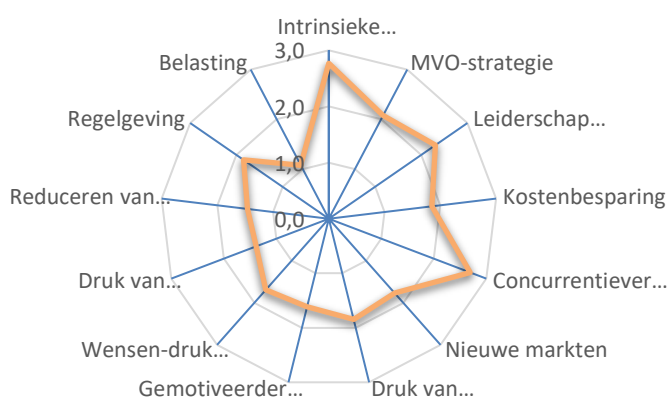 Intrinsieke…
MVO-strategie
Leiderschap…
Kostenbesparing
Concurrentiever…
Nieuwe markten
Druk van…
Gemotiveerder…
Wensen-druk…
Druk van…
Reduceren van…
Regelgeving
Belasting
3,0
2,0
1,0
0,0